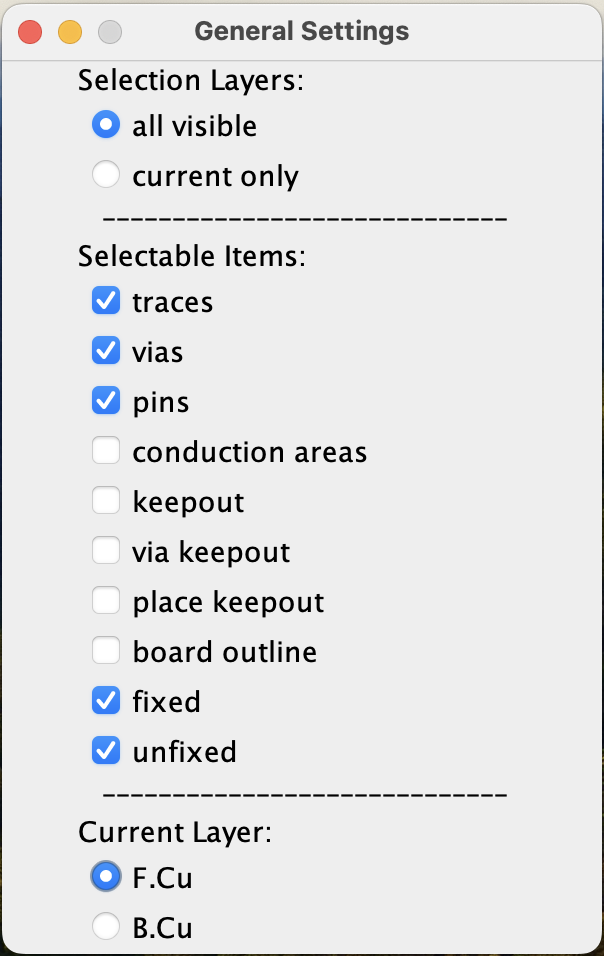 General Settings
Selection Layers:
all visible
current only
-----------------------------
Selectable Items:
traces
vias
pins
conduction areas
keepout
via keepout
place keepout
board outline
fixed
unfixed
-----------------------------
Current Layer:
F.Cu
B.Cu